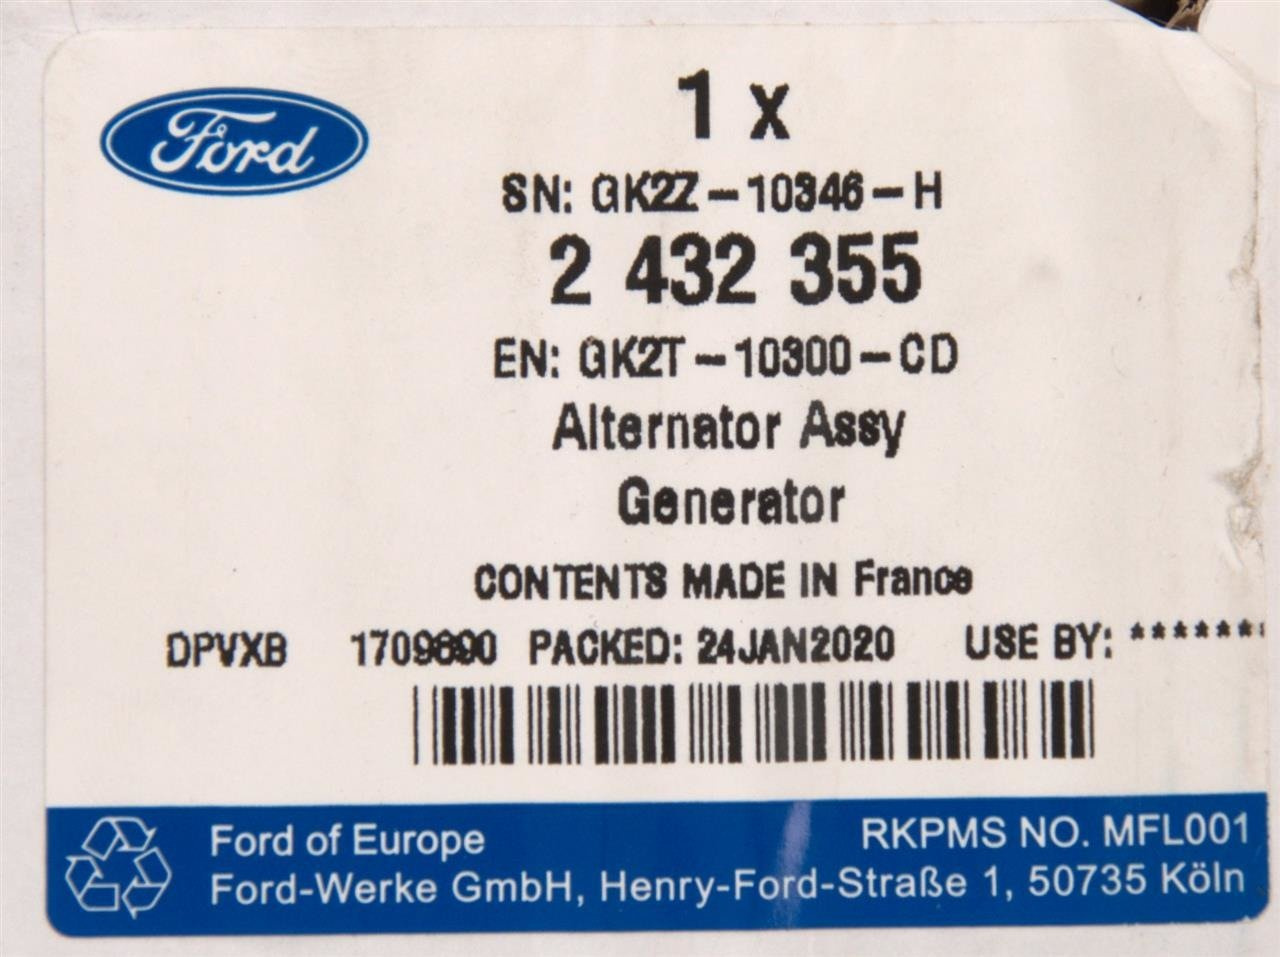 Ford
1 x
SN: GK2Z-10346-H
2 432 355
EN: GK2T-10300-CD
Alternator Assy
Generator
CONTENTS MADE IN France
DPVXB 1709690 PACKED: 24JAN2020 USE BY: *******
Ford of Europe RKPMS NO. MFL001
Ford-Werke GmbH, Henry-Ford-Straße 1, 50735 Köln